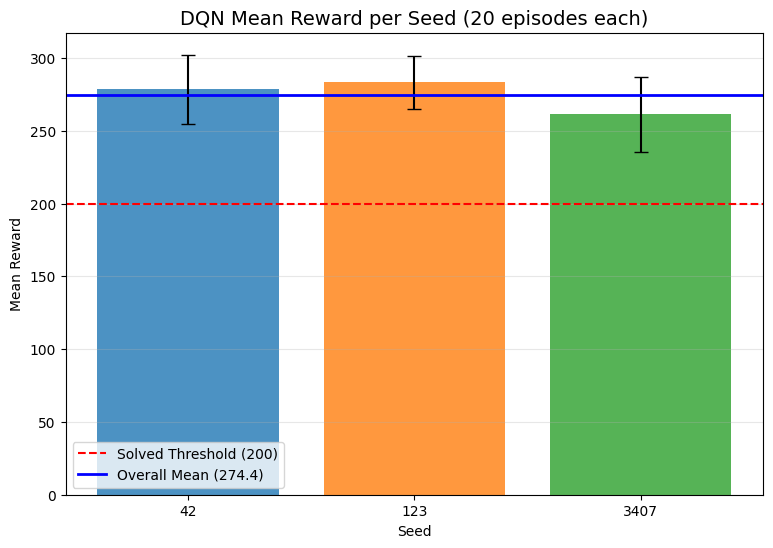 DQN Mean Reward per Seed (20 episodes each)
300
250
200
150
100
50
0
Mean Reward
Solved Threshold (200)
Overall Mean (274.4)
42
123
3407
Seed